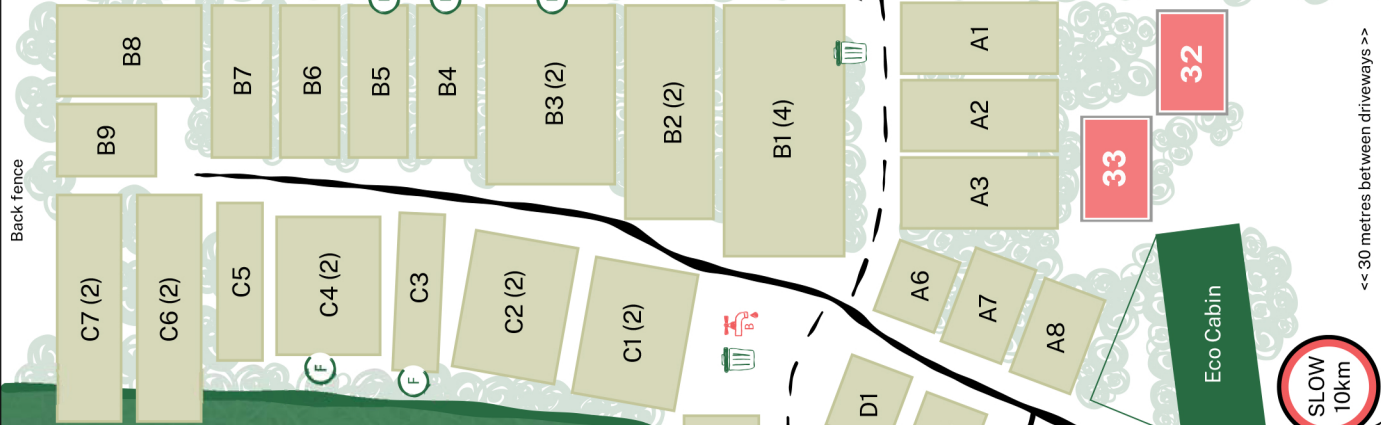 Back fence
B8
B9
B7
B6
B5
B4
B3 (2)
B2 (2)
B1 (4)
A1
A2
A3
32
33
<< 30 metres between driveways >>
C7 (2)
C6 (2)
C5
C4 (2)
C3
C2 (2)
C1 (2)
F
F
B
A6
A7
A8
D1
Eco Cabin
SLOW
10km